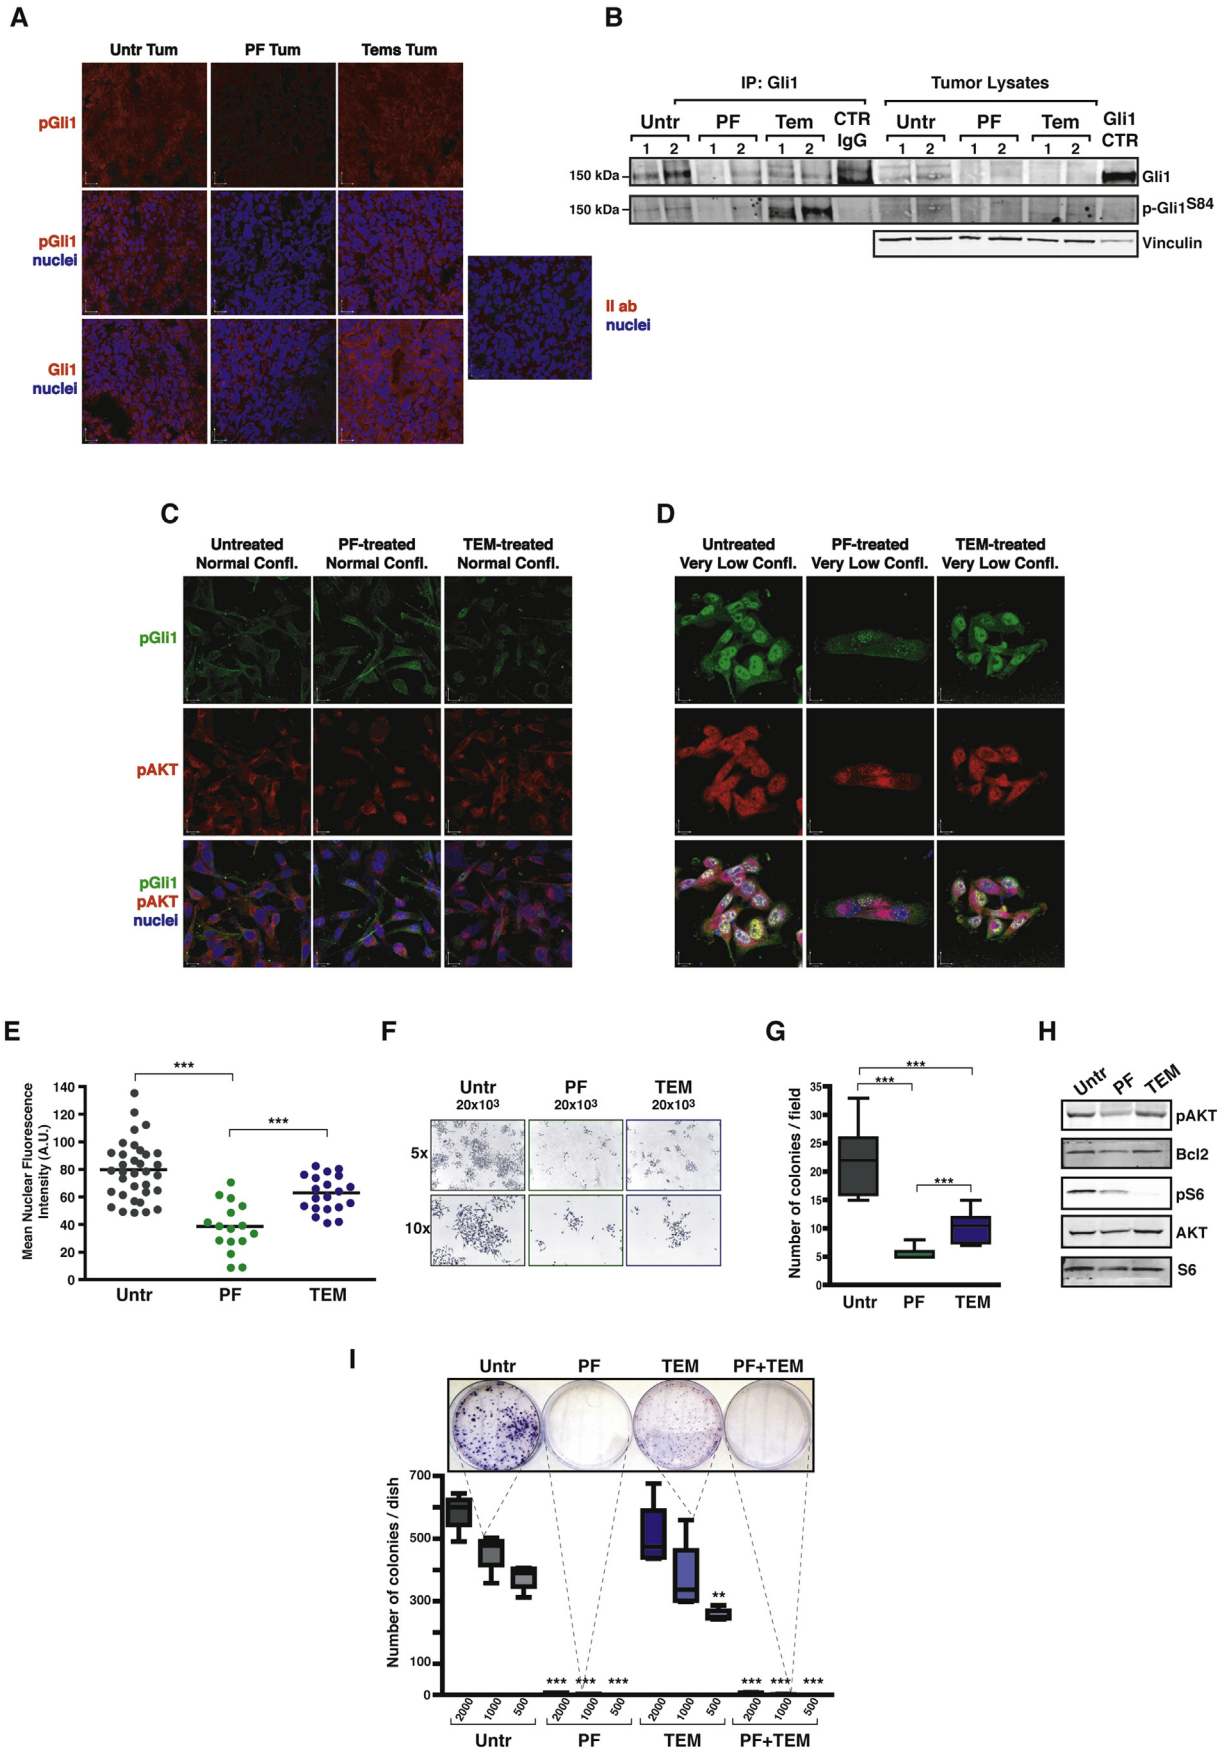 A
Untr Tum PF Tum Tems Tum
pGli1
pGli1
nuclei
Gli1
nuclei
II ab
nuclei
B
IP: Gli1 Tumor Lysates
Untr PF Tem CTR IgG Untr PF Tem Gli1 CTR
1 2 1 2 1 2 1 2 1 2 1 2
150 kDa Gli1
150 kDa p-Gli1S84
Vinculin
C
Untreated Normal Confl. PF-treated Normal Confl. TEM-treated Normal Confl.
pGli1
pAKT
pGli1
pAKT
nuclei
D
Untreated Very Low Confl. PF-treated Very Low Confl. TEM-treated Very Low Confl.
E
Mean Nuclear Fluorescence
Intensity (A.U.)
140
120
100
80
60
40
20
0
***
***
Untr PF TEM
F
Untr PF TEM
20x10³ 20x10³ 20x10³
5x
10x
G
Number of colonies / field
35
30
25
20
15
10
5
0
***
***
***
Untr PF TEM
H
Untr PF TEM
pAKT
Bcl2
pS6
AKT
S6
I
Untr PF TEM PF+TEM
Number of colonies / dish
700
500
300
100
0
**
*** *** *** *** *** ***
2000 1000 500 2000 1000 500 2000 1000 500 2000 1000 500
Untr PF TEM PF+TEM